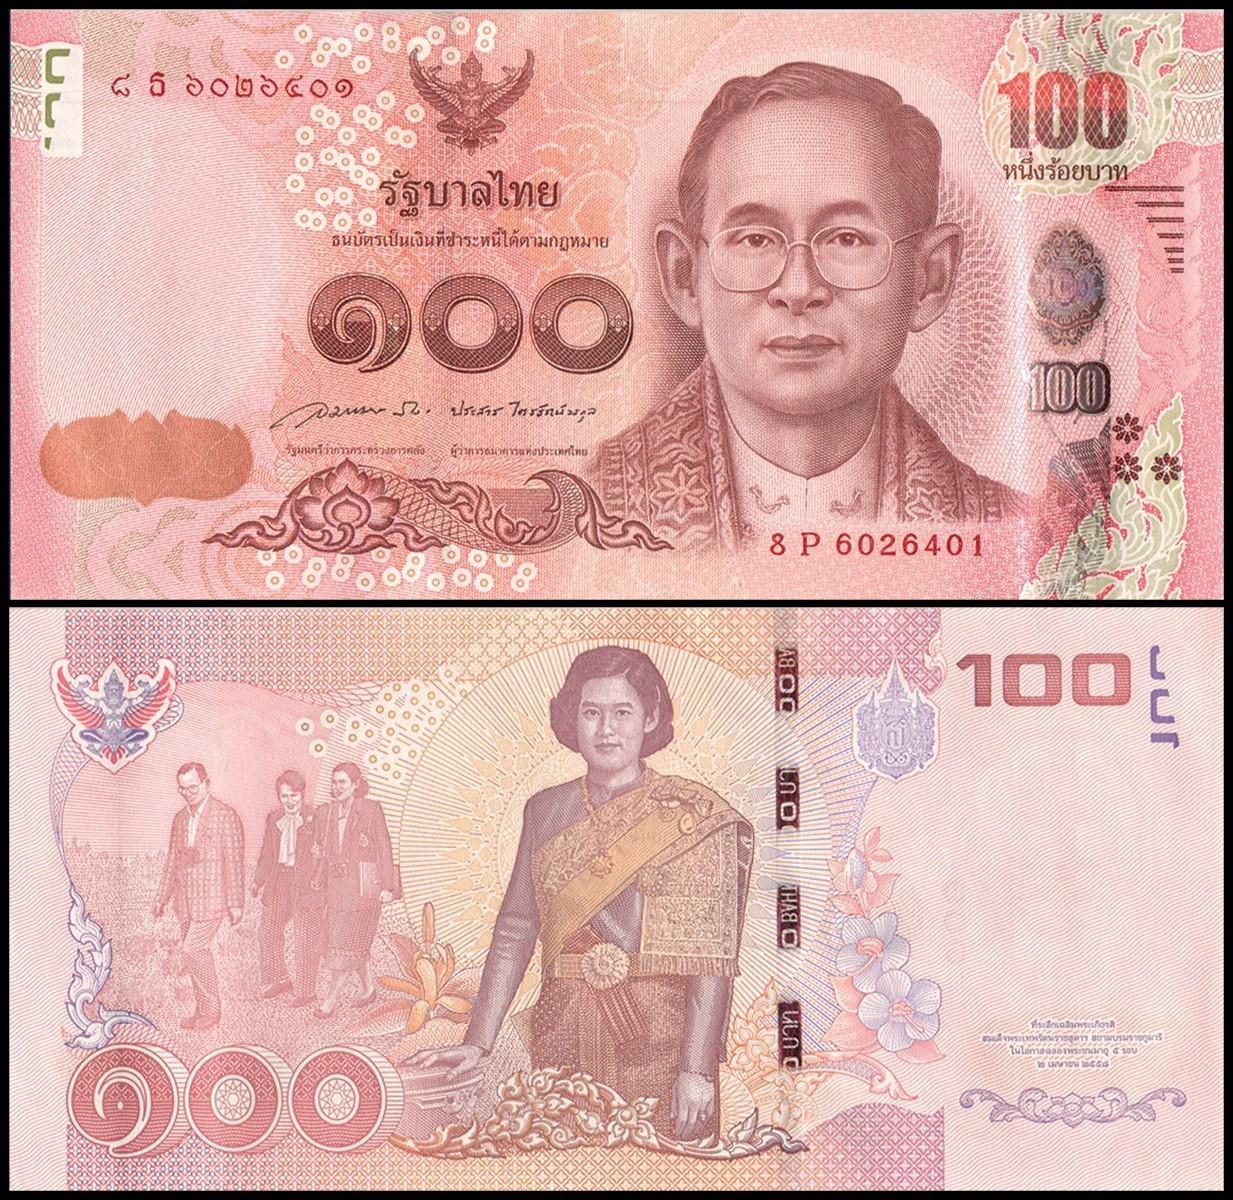 ๘ ธ ๖๐๒๖๔๐๑
100
หนึ่งร้อยบาท
รัฐบาลไทย
ธนบัตรเป็นเงินที่ชำระหนี้ได้ตามกฎหมาย
๑๐๐
100
ประสาร ไตรรัตน์วรกุล
รัฐมนตรีว่าการกระทรวงการคลัง ผู้ว่าการธนาคารแห่งประเทศไทย
8 P 6026401
100
๑๐๐
ที่ระลึกเฉลิมพระเกียรติ
สมเด็จพระเทพรัตนราชสุดาฯ สยามบรมราชกุมารี
ในโอกาสฉลองพระชนมายุ ๕ รอบ
๒ เมษายน ๒๕๕๘